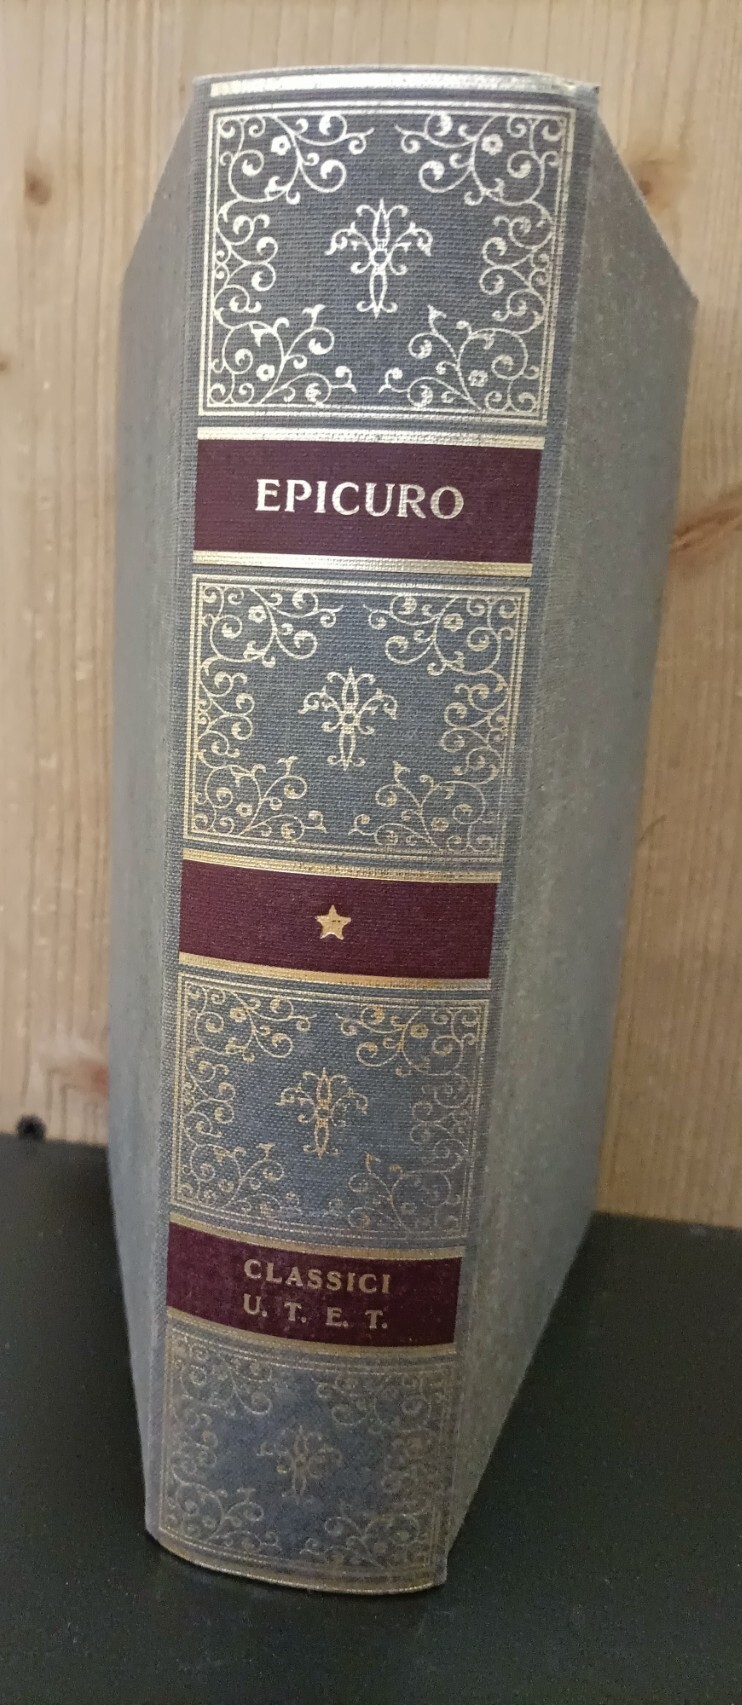 EPICURO
CLASSICI
U. T. E. T.